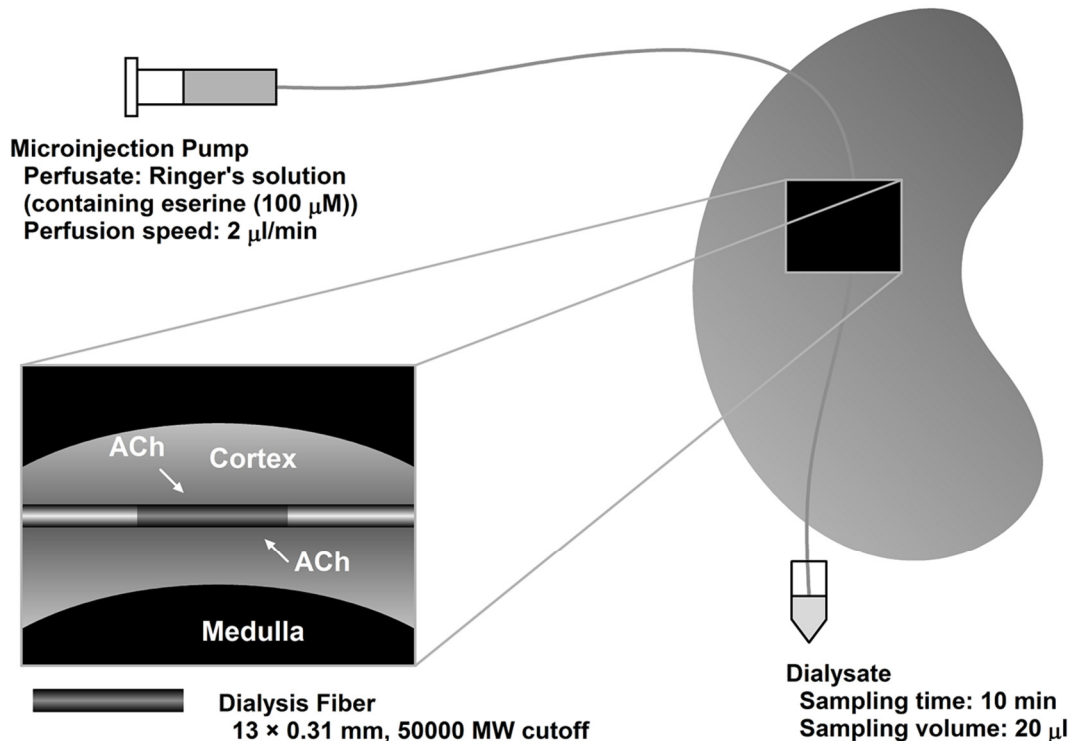 Microinjection Pump
Perfusate: Ringer's solution
(containing eserine (100 μM))
Perfusion speed: 2 μl/min
ACh
Cortex
ACh
Medulla
Dialysis Fiber
13 × 0.31 mm, 50000 MW cutoff
Dialysate
Sampling time: 10 min
Sampling volume: 20 μl